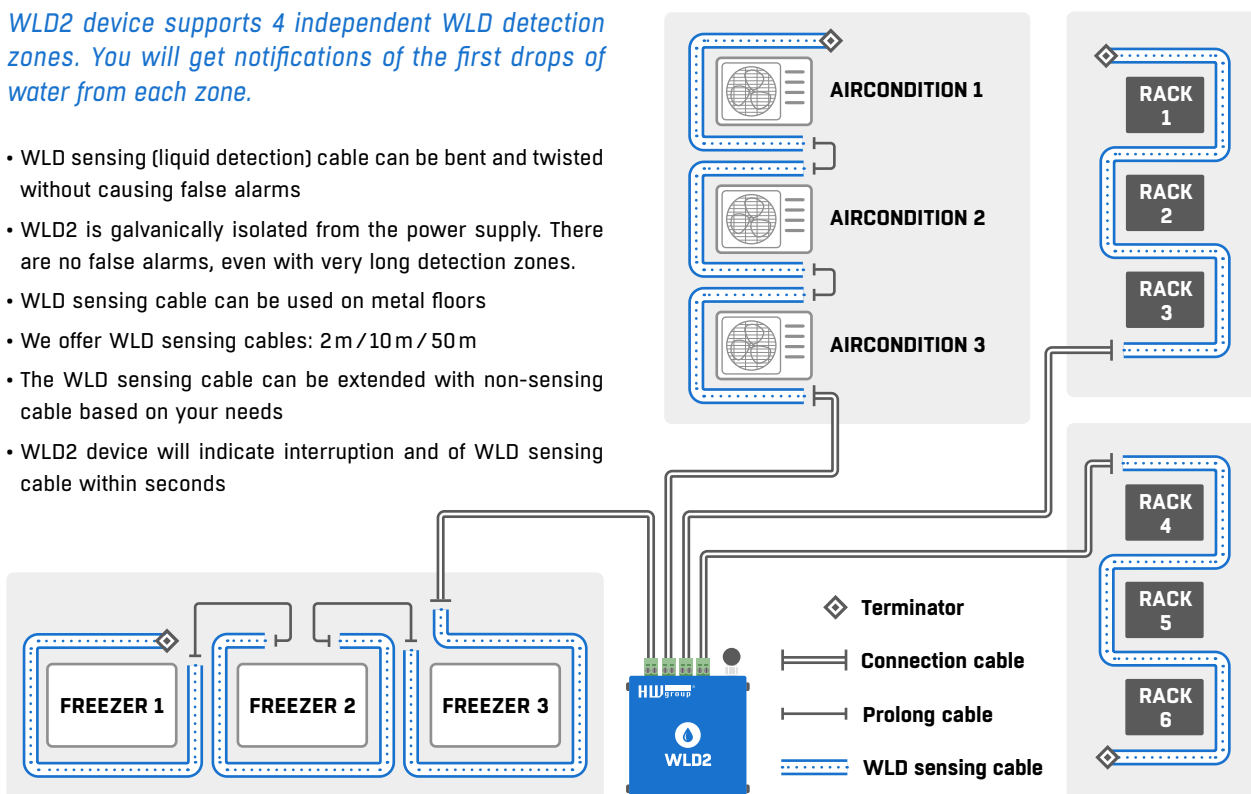 WLD2 device supports 4 independent WLD detection
zones. You will get notifications of the first drops of
water from each zone.
• WLD sensing (liquid detection) cable can be bent and twisted
without causing false alarms
• WLD2 is galvanically isolated from the power supply. There
are no false alarms, even with very long detection zones.
• WLD sensing cable can be used on metal floors
• We offer WLD sensing cables: 2 m / 10 m / 50 m
• The WLD sensing cable can be extended with non-sensing
cable based on your needs
• WLD2 device will indicate interruption and of WLD sensing
cable within seconds
AIRCONDITION 1
AIRCONDITION 2
AIRCONDITION 3
RACK
1
RACK
2
RACK
3
RACK
4
RACK
5
RACK
6
FREEZER 1
FREEZER 2
FREEZER 3
HW group
WLD2
Terminator
Connection cable
Prolong cable
WLD sensing cable